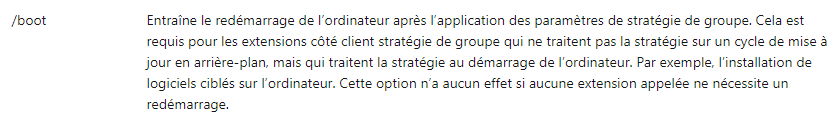 /boot Entraîne le redémarrage de l’ordinateur après l’application des paramètres de stratégie de groupe. Cela est
requis pour les extensions côté client stratégie de groupe qui ne traitent pas la stratégie sur un cycle de mise à
jour en arrière-plan, mais qui traitent la stratégie au démarrage de l’ordinateur. Par exemple, l’installation de
logiciels ciblés sur l’ordinateur. Cette option n’a aucun effet si aucune extension appelée ne nécessite un
redémarrage.